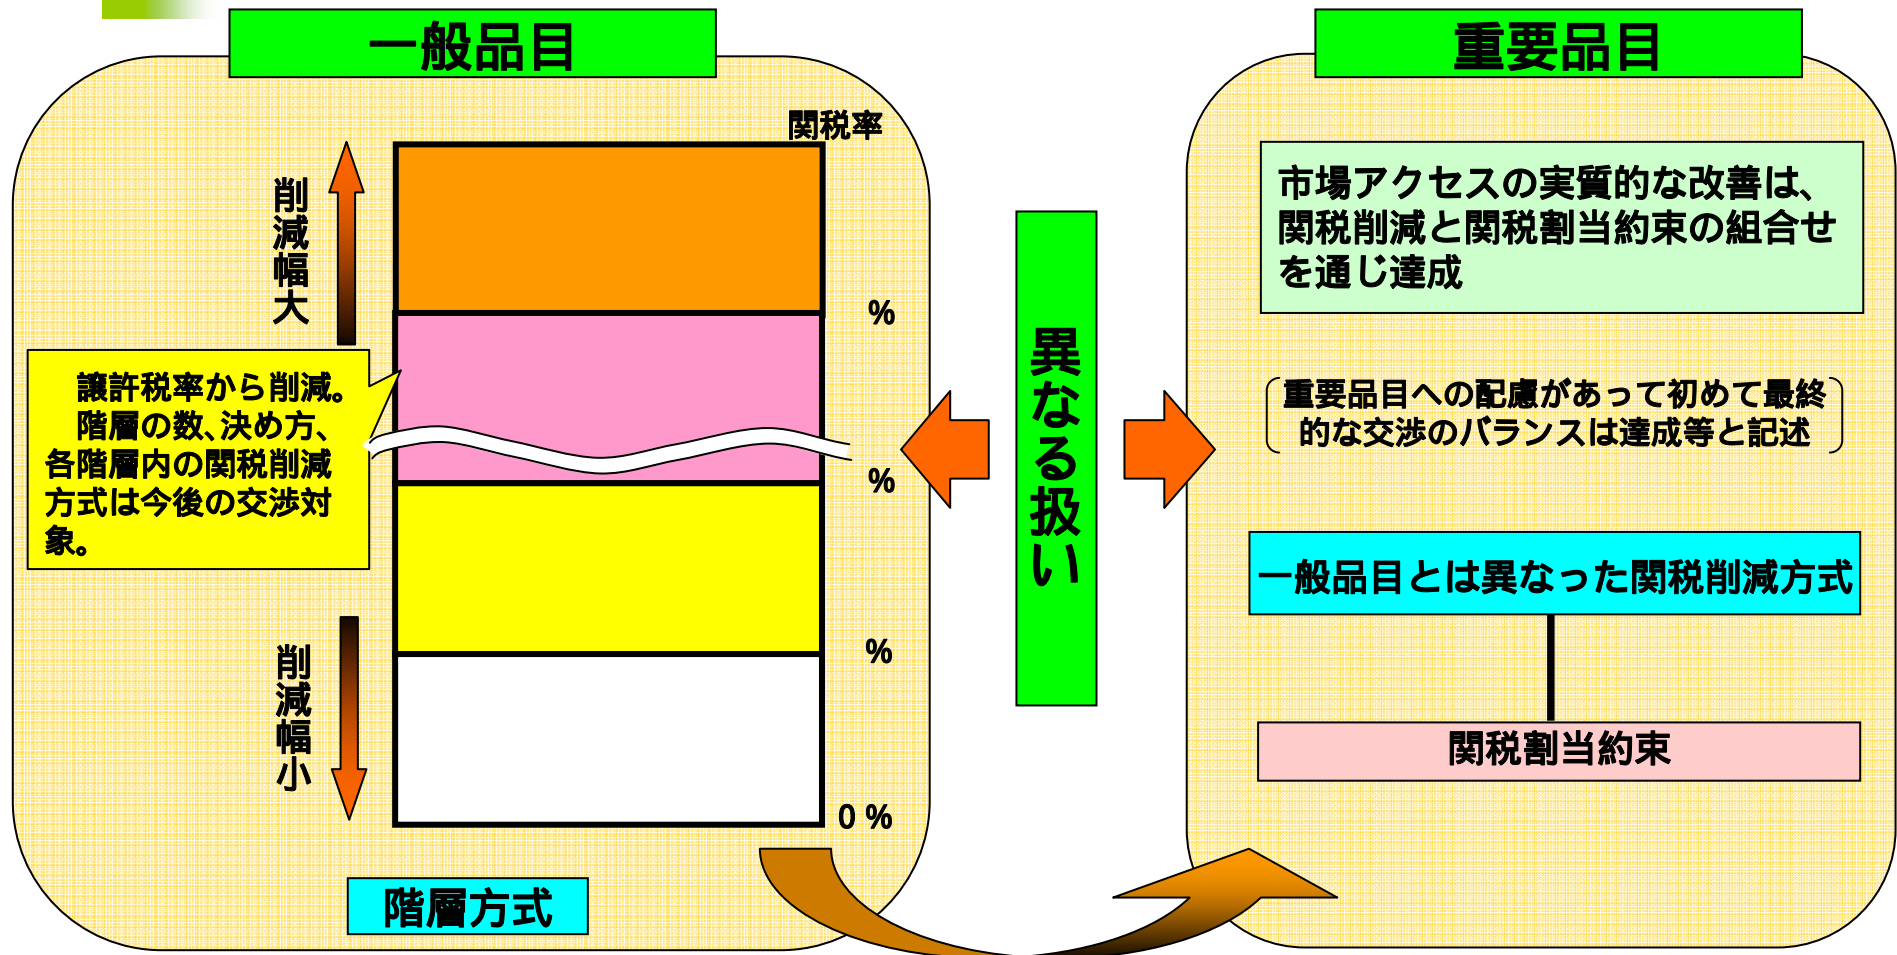 一般品目
関税率
削減幅大
%
譲許税率から削減。
階層の数、決め方、
各階層内の関税削減
方式は今後の交渉対
象。
%
%
削減幅小
0 %
階層方式
異なる扱い
重要品目
市場アクセスの実質的な改善は、
関税削減と関税割当約束の組合せ
を通じ達成
重要品目への配慮があって初めて最終
的な交渉のバランスは達成等と記述
一般品目とは異なった関税削減方式
関税割当約束